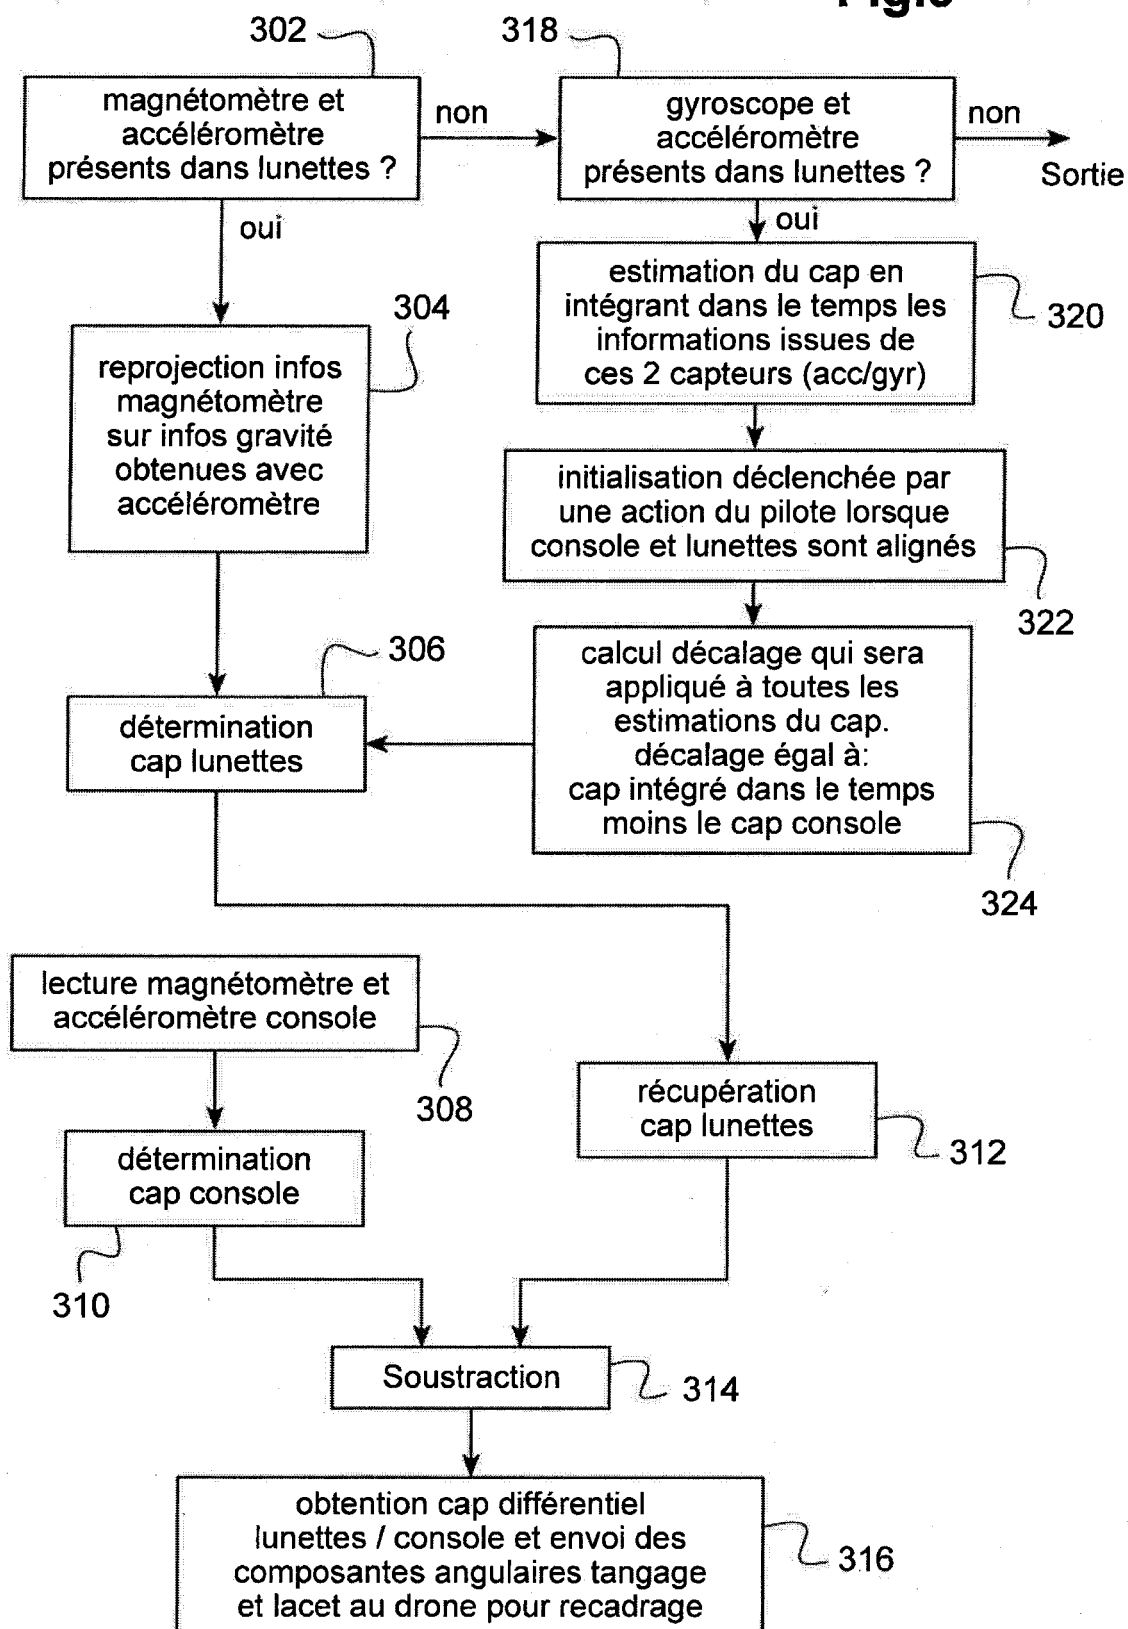 302
318
magnétomètre et
accéléromètre
présents dans lunettes ?
non
gyroscope et
accéléromètre
présents dans lunettes ?
non
Sortie
oui
oui
304
reprojection infos
magnétomètre
sur infos gravité
obtenues avec
accéléromètre
estimation du cap en
intégrant dans le temps les
informations issues de
ces 2 capteurs (acc/gyr)
320
initialisation déclenchée par
une action du pilote lorsque
console et lunettes sont alignés
322
306
détermination
cap lunettes
calcul décalage qui sera
appliqué à toutes les
estimations du cap.
décalage égal à:
cap intégré dans le temps
moins le cap console
324
lecture magnétomètre et
accéléromètre console
308
récupération
cap lunettes
312
détermination
cap console
310
Soustraction
314
obtention cap différentiel
lunettes / console et envoi des
composantes angulaires tangage
et lacet au drone pour recadrage
316